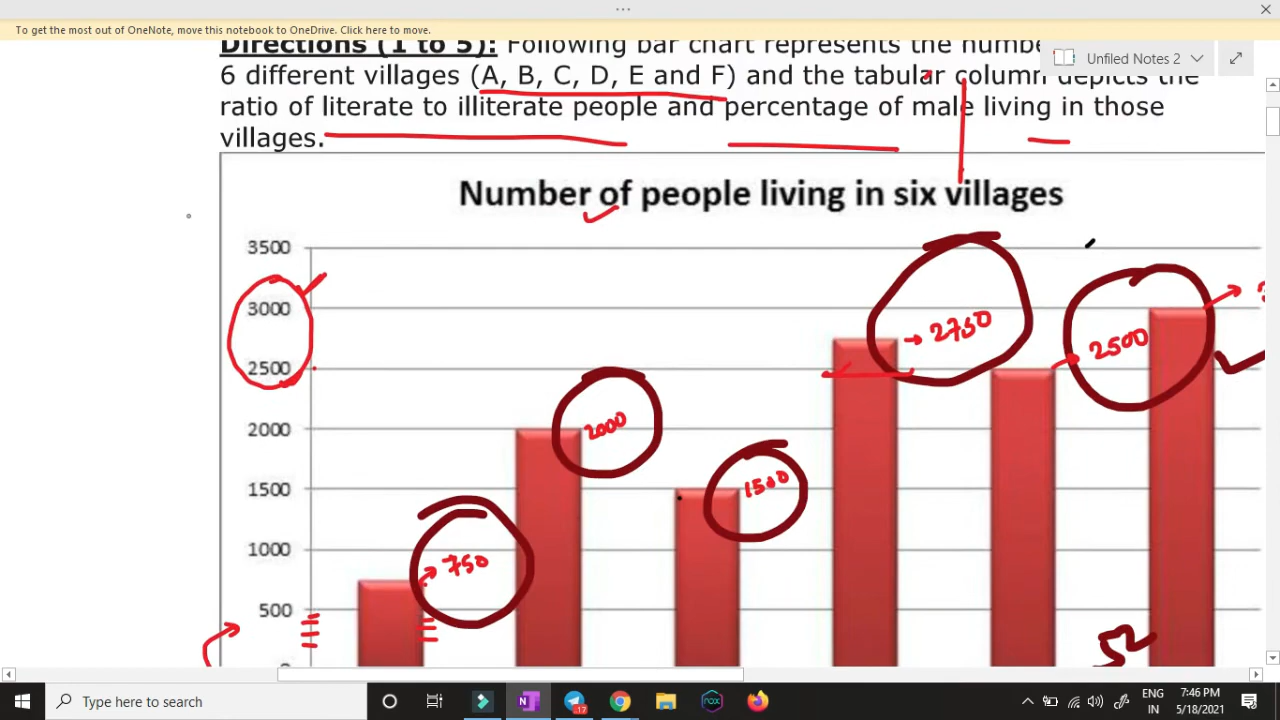 To get the most out of OneNote, move this notebook to OneDrive. Click here to move.
Unfiled Notes 2
Directions (1 to 5): Following bar chart represents the numbe
6 different villages (A, B, C, D, E and F) and the tabular column depicts the
ratio of literate to illiterate people and percentage of male living in those
villages.
Number of people living in six villages
3500
3000
2750
2500
2500
2000
2000
1500
1500
1000
750
500
52
Type here to search
17
nox
ENG
7:46 PM
IN
5/18/2021